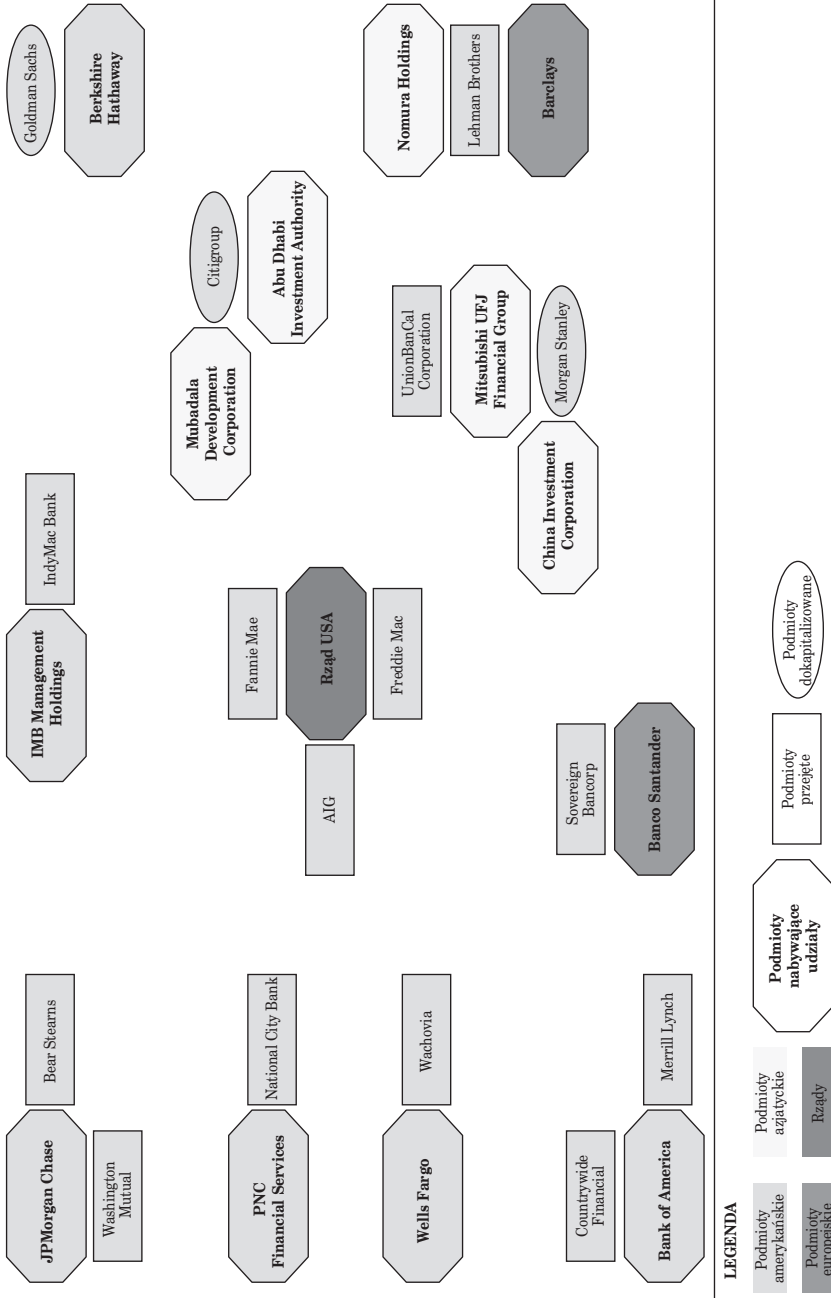 JPMorgan Chase
Bear Stearns
Washington
Mutual
IMB Management
Holdings
IndyMac Bank
Goldman Sachs
Berkshire
Hathaway
Mubadala
Development
Corporation
Citigroup
Abu Dhabi
Investment Authority
PNC
Financial Services
National City Bank
Fannie Mae
AIG
Rząd USA
Freddie Mac
Wells Fargo
Wachovia
UnionBanCal
Corporation
Mitsubishi UFJ
Financial Group
China Investment
Corporation
Morgan Stanley
Nomura Holdings
Lehman Brothers
Barclays
Countrywide
Financial
Bank of America
Merrill Lynch
Sovereign
Bancorp
Banco Santander
LEGENDA
Podmioty
amerykańskie
Podmioty
azjatyckie
Podmioty
europejskie
Rządy
Podmioty
nabywające
udziały
Podmioty
przejęte
Podmioty
dokapitalizowane